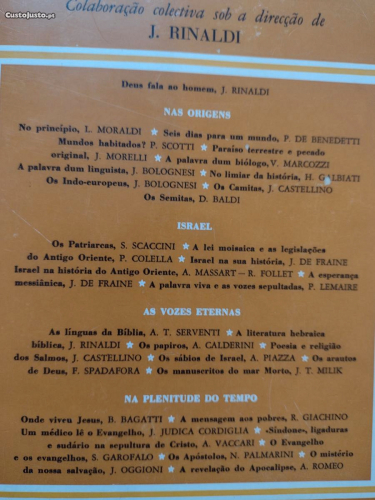 CustoJusto.pt
Colaboração colectiva sob a direcção de
J. RINALDI
Deus fala ao homem, J. RINALDI
NAS ORIGENS
No princípio, L. MORALDI ★ Seis dias para um mundo, P. DE BENEDETTI
Mundos habitados? P. SCOTTI ★ Paraíso terrestre e pecado
original, J. MORELLI ★ A palavra dum biólogo, V. MARCOZZI
A palavra dum linguista, J. BOLOGNESI ★ No limiar da história, H. GALBIATI
Os Indo-europeus, J. BOLOGNESI ★ Os Camitas, J. CASTELLINO ★
Os Semitas, D. BALDI
ISRAEL
Os Patriarcas, S. SCACCINI ★ A lei moisaica e as legislações
do Antigo Oriente, P. COLELLA ★ Israel na sua história, J. DE FRAINE
Israel na história do Antigo Oriente, A. MASSART - R. FOLLET ★ A esperança
messiânica, J. DE FRAINE ★ A palavra viva e as vozes sepultadas, P. LEMAIRE
AS VOZES ETERNAS
As línguas da Bíblia, A. T. SERVENTI ★ A literatura hebraica
bíblica, J. RINALDI ★ Os papiros, A. CALDERINI ★ Poesia e religião
dos Salmos, J. CASTELLINO ★ Os sábios de Israel, A. PIAZZA ★ Os arautos
de Deus, F. SPADAFORA ★ Os manuscritos do mar Morto, J. T. MILIK
NA PLENITUDE DO TEMPO
Onde viveu Jesus, B. BAGATTI ★ A mensagem aos pobres, R. GIACHINO
Um médico lê o Evangelho, J. JUDICA CORDIGLIA ★ «Síndone», ligaduras
e sudário na sepultura de Cristo, A. VACCARI ★ O Evangelho
e os evangelhos, S. GAROFALO ★ Os Apóstolos, N. PALMARINI ★ O mistério
da nossa salvação, J. OGGIONI ★ A revelação do Apocalipse, A. ROMEO